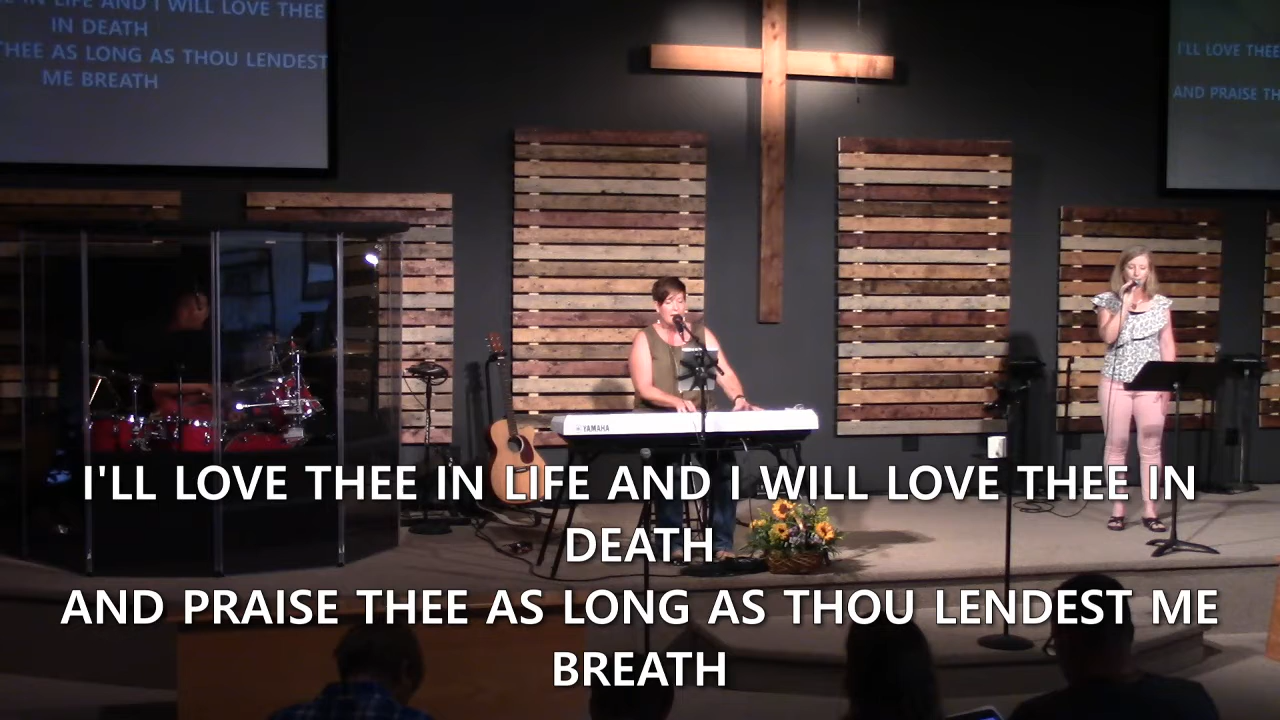 E IN LIFE AND I WILL LOVE THEE
IN DEATH
THEE AS LONG AS THOU LENDEST
ME BREATH
I'LL LOVE THEE
AND PRAISE TH
YAMAHA
I'LL LOVE THEE IN LIFE AND I WILL LOVE THEE IN
DEATH
AND PRAISE THEE AS LONG AS THOU LENDEST ME
BREATH